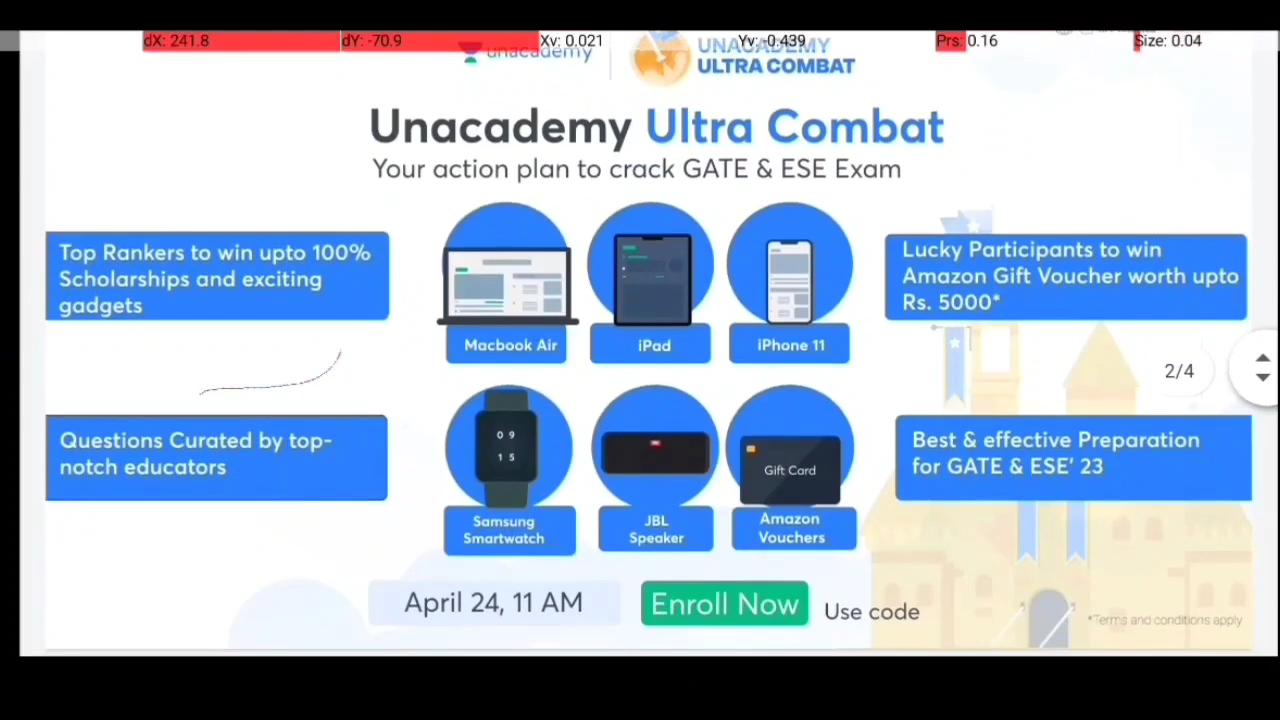 dX: 241.8 dY: -70.9 Xv: 0.021 Yv: -0.439 Prs: 0.16 Size: 0.04
unacademy
UNACADEMY
ULTRA COMBAT
Unacademy Ultra Combat
Your action plan to crack GATE & ESE Exam
Top Rankers to win upto 100%
Scholarships and exciting
gadgets
Macbook Air
iPad
iPhone 11
Lucky Participants to win
Amazon Gift Voucher worth upto
Rs. 5000*
2/4
Questions Curated by top-
notch educators
09
15
Samsung
Smartwatch
JBL
Speaker
Gift Card
Amazon
Vouchers
Best & effective Preparation
for GATE & ESE' 23
April 24, 11 AM
Enroll Now
Use code
*Terms and conditions apply